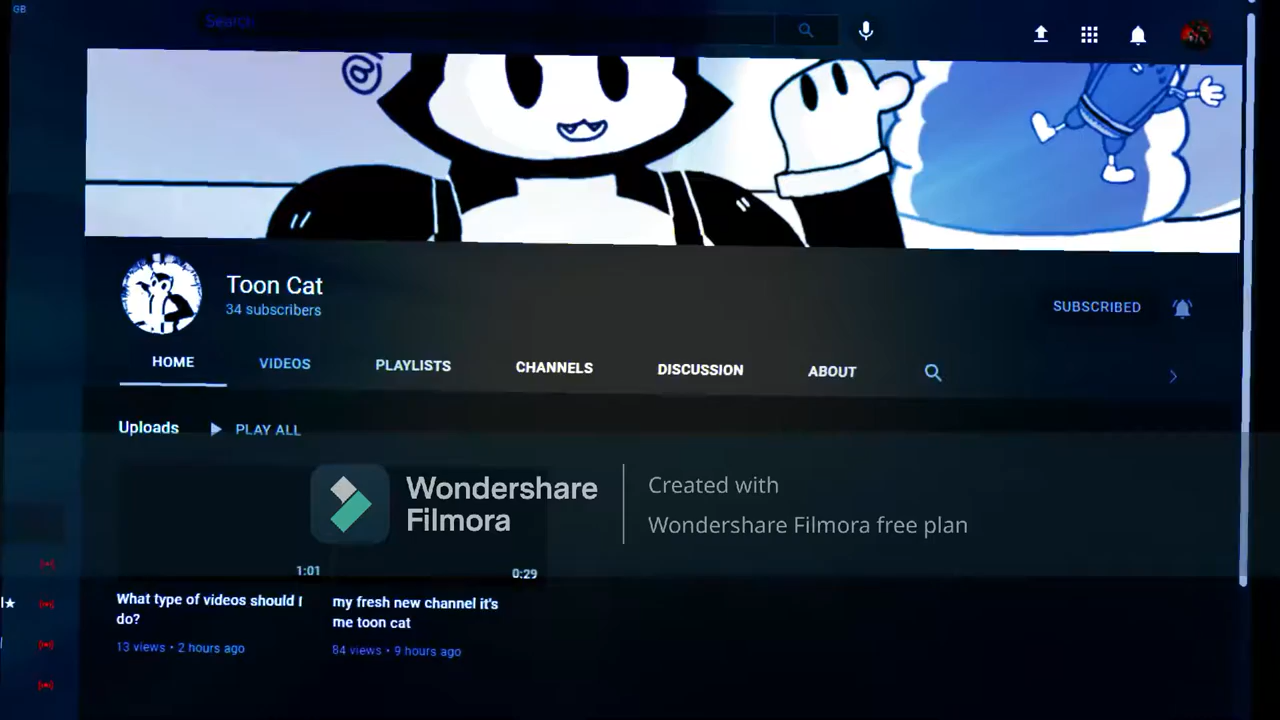 GB
Search
@
Toon Cat
34 subscribers
SUBSCRIBED
HOME
VIDEOS
PLAYLISTS
CHANNELS
DISCUSSION
ABOUT
Uploads
PLAY ALL
Wondershare
Filmora
Created with
Wondershare Filmora free plan
1:01
0:29
What type of videos should I
do?
13 views • 2 hours ago
my fresh new channel it's
me toon cat
84 views • 9 hours ago